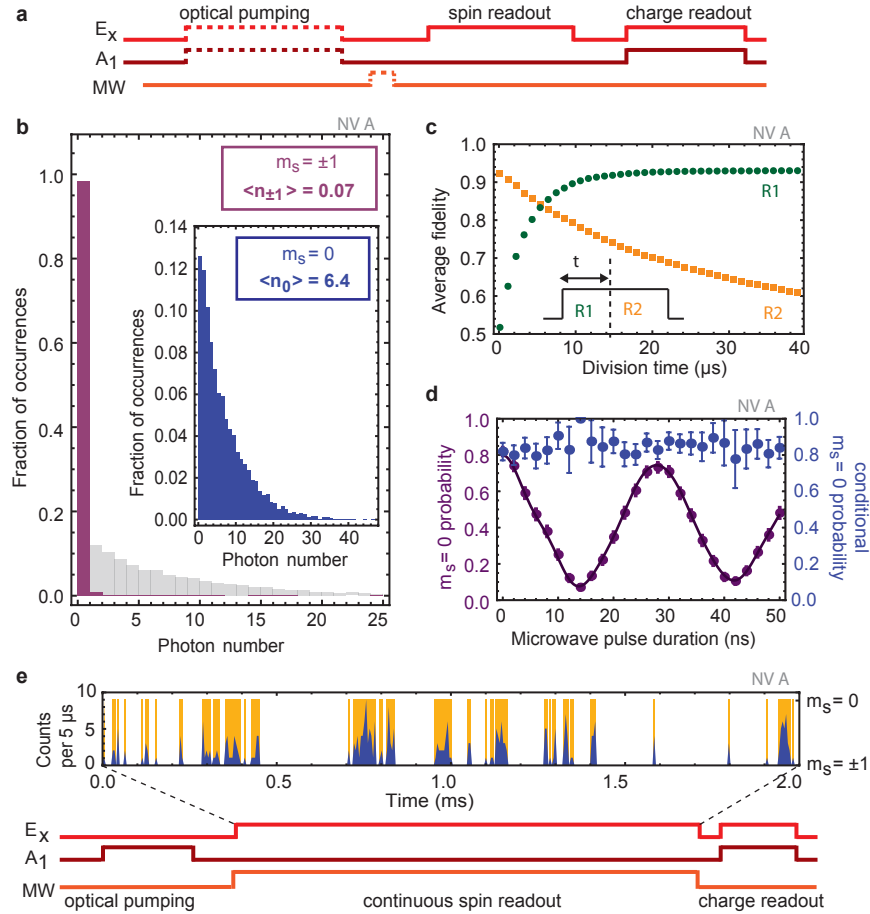 a
optical pumping
spin readout
charge readout
Ex
A1
MW
b
NV A
ms = ±1
<n±1> = 0.07
ms = 0
<n0> = 6.4
Fraction of occurrences
1.0
0.8
0.6
0.4
0.2
0.0
0 5 10 15 20 25
Photon number
Fraction of occurrences
0.14
0.12
0.10
0.08
0.06
0.04
0.02
0.00
0 10 20 30 40
Photon number
c
NV A
Average fidelity
1.0
0.9
0.8
0.7
0.6
0.5
R1
R2
t
R1 R2
0 10 20 30 40
Division time (μs)
d
NV A
ms = 0 probability
1.0
0.8
0.6
0.4
0.2
0.0
1.0
0.8
0.6
0.4
0.2
0.0
conditional
ms = 0 probability
0 10 20 30 40 50
Microwave pulse duration (ns)
e
NV A
Counts
per 5 μs
10
5
0
ms = 0
ms = ±1
0.0 0.5 1.0 1.5 2.0
Time (ms)
Ex
A1
MW
optical pumping
continuous spin readout
charge readout